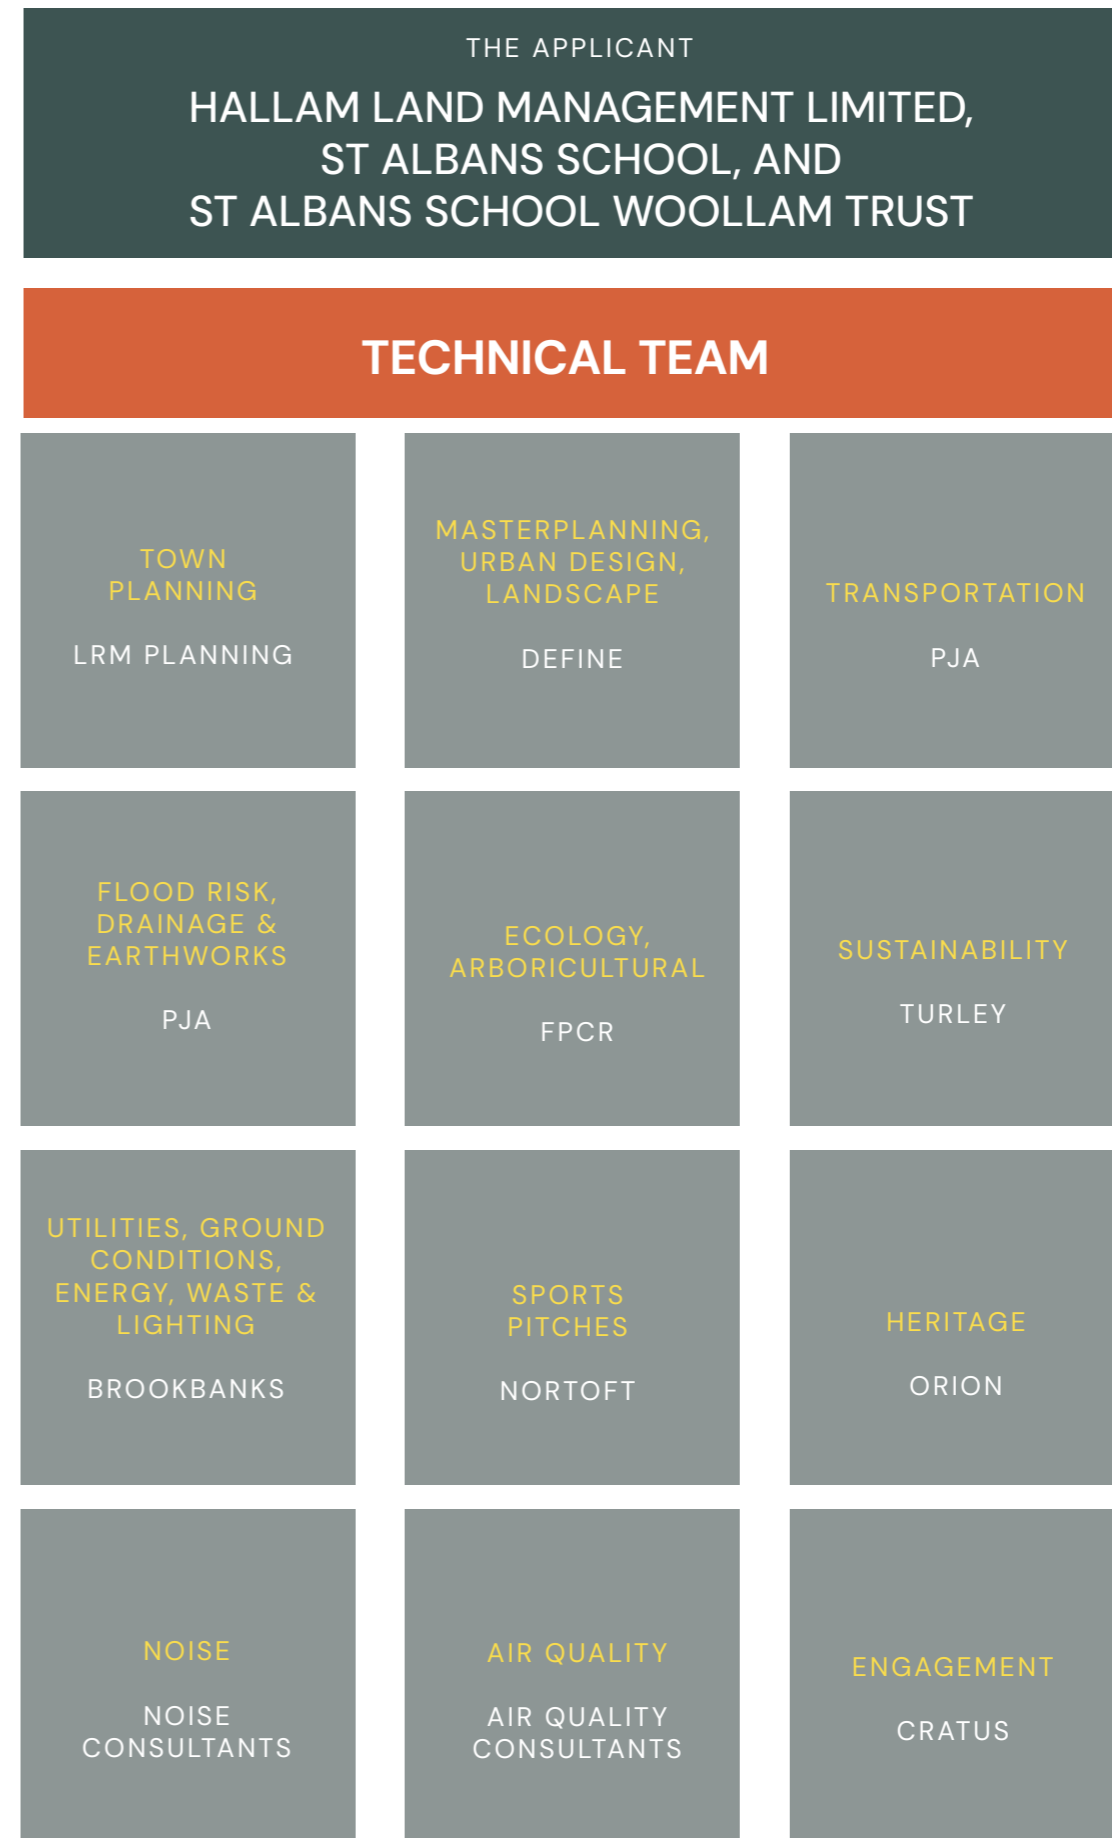 THE APPLICANT
HALLAM LAND MANAGEMENT LIMITED,
ST ALBANS SCHOOL, AND
ST ALBANS SCHOOL WOOLLAM TRUST
TECHNICAL TEAM
TOWN
PLANNING
LRM PLANNING
MASTERPLANNING,
URBAN DESIGN,
LANDSCAPE
DEFINE
TRANSPORTATION
PJA
FLOOD RISK,
DRAINAGE &
EARTHWORKS
PJA
ECOLOGY,
ARBORICULTURAL
FPCR
SUSTAINABILITY
TURLEY
UTILITIES, GROUND
CONDITIONS,
ENERGY, WASTE &
LIGHTING
BROOKBANKS
SPORTS
PITCHES
NORTOFT
HERITAGE
ORION
NOISE
NOISE
CONSULTANTS
AIR QUALITY
AIR QUALITY
CONSULTANTS
ENGAGEMENT
CRATUS